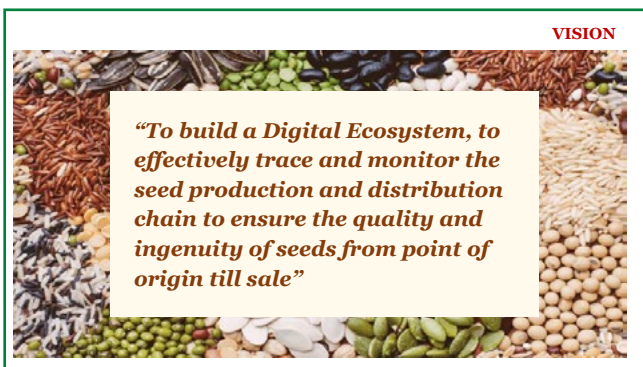 VISION
“To build a Digital Ecosystem, to
effectively trace and monitor the
seed production and distribution
chain to ensure the quality and
ingenuity of seeds from point of
origin till sale”